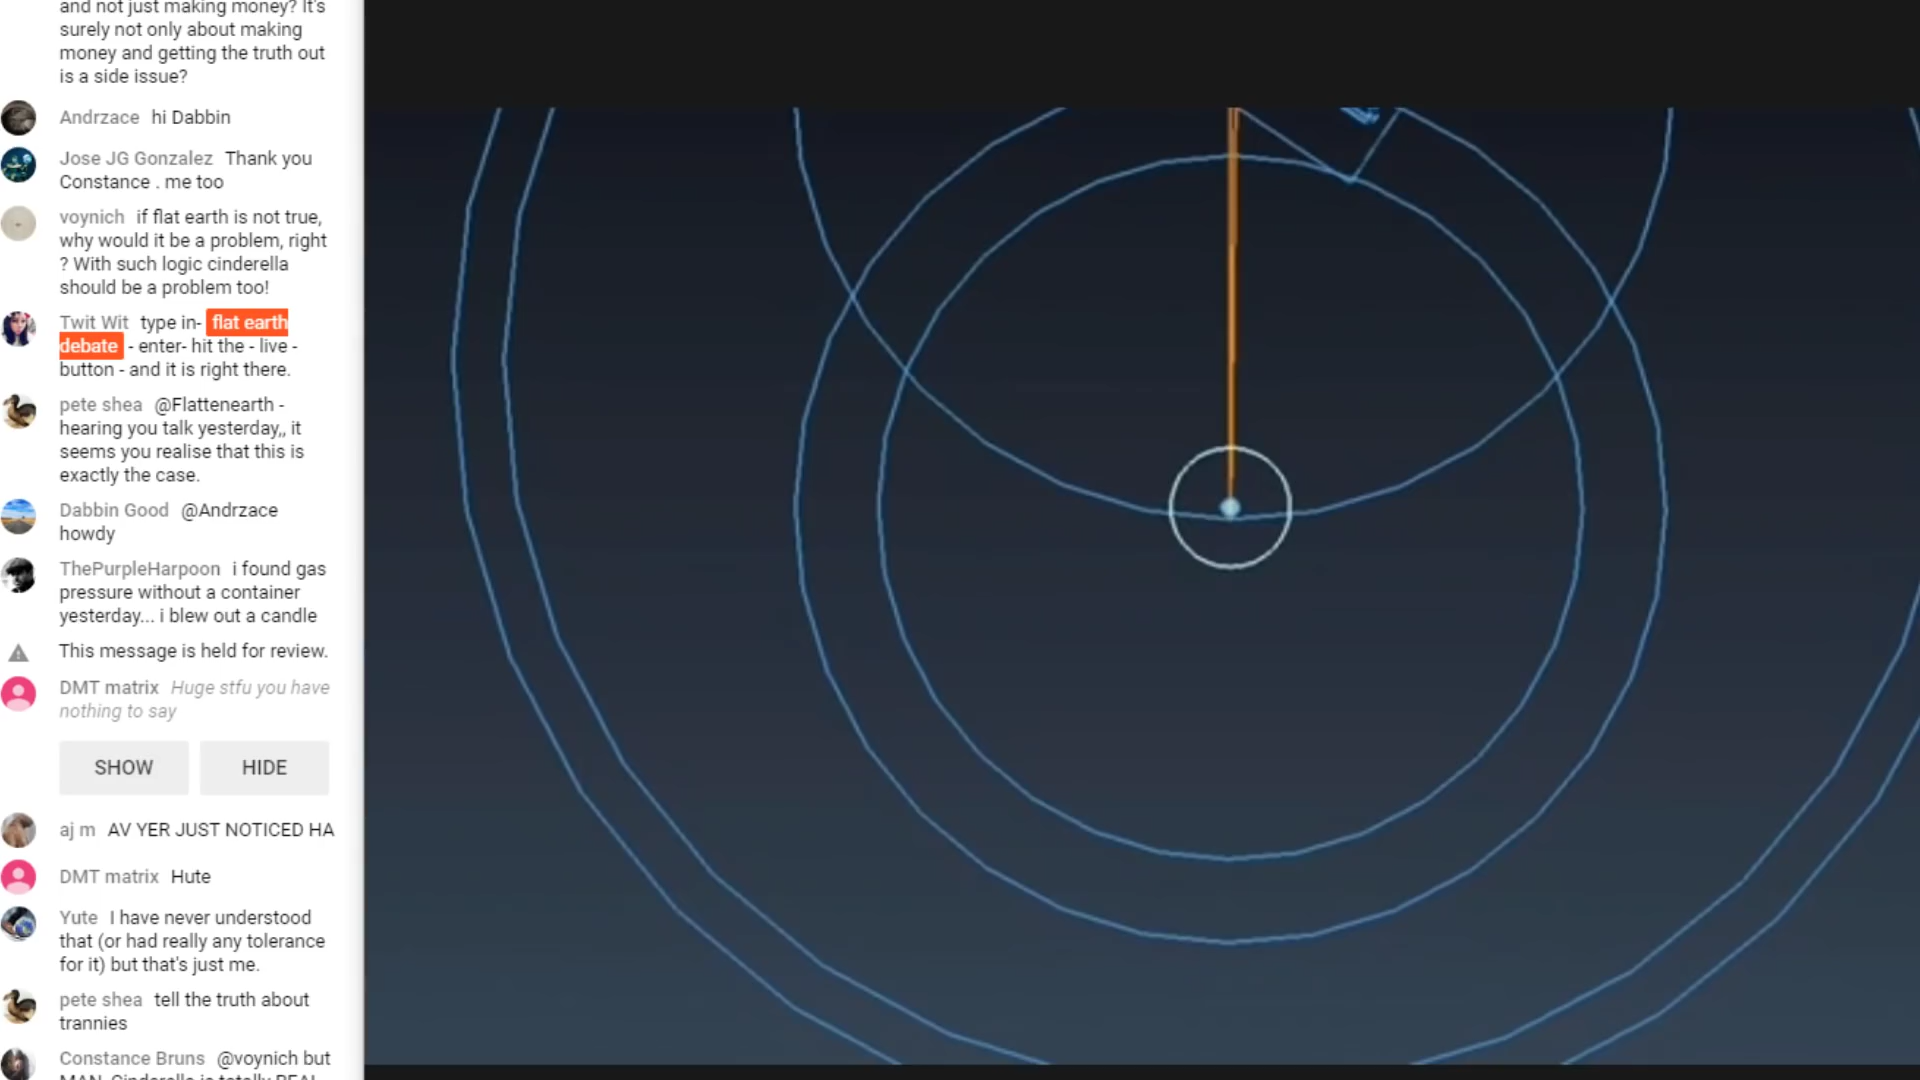 and not just making money? It's
surely not only about making
money and getting the truth out
is a side issue?
Andrzace hi Dabbin
Jose JG Gonzalez Thank you
Constance . me too
voynich if flat earth is not true,
why would it be a problem, right
? With such logic cinderella
should be a problem too!
Twit Wit type in- flat earth
debate - enter- hit the - live -
button - and it is right there.
pete shea @Flattenearth -
hearing you talk yesterday,, it
seems you realise that this is
exactly the case.
Dabbin Good @Andrzace
howdy
ThePurpleHarpoon i found gas
pressure without a container
yesterday... i blew out a candle
This message is held for review.
DMT matrix Huge stfu you have
nothing to say
SHOW HIDE
aj m AV YER JUST NOTICED HA
DMT matrix Hute
Yute I have never understood
that (or had really any tolerance
for it) but that's just me.
pete shea tell the truth about
trannies
Constance Bruns @voynich but
MAN, Cinderella is totally REAL